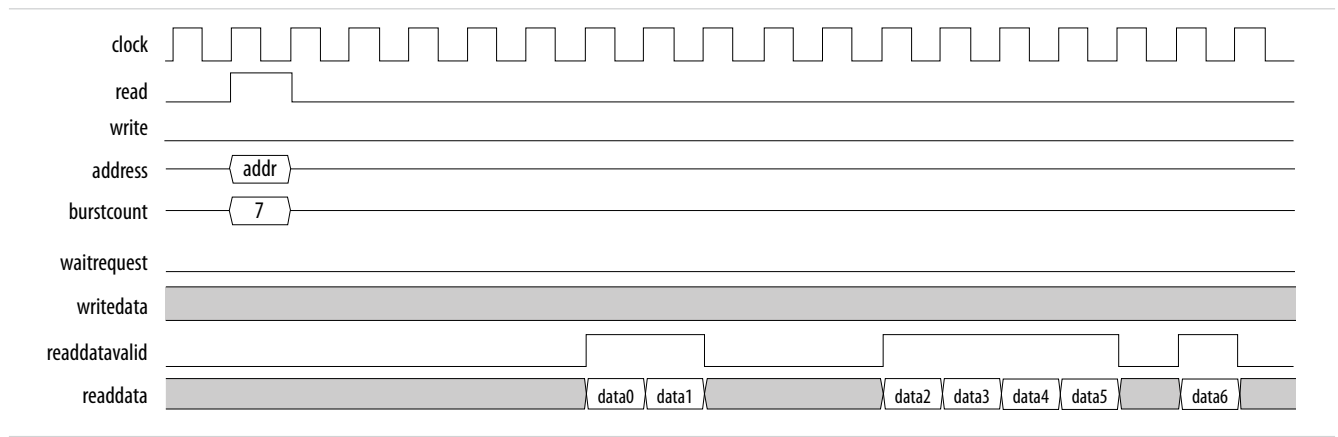 clock
read
write
address addr
burstcount 7
waitrequest
writedata
readdatavalid
readdata data0 data1 data2 data3 data4 data5 data6